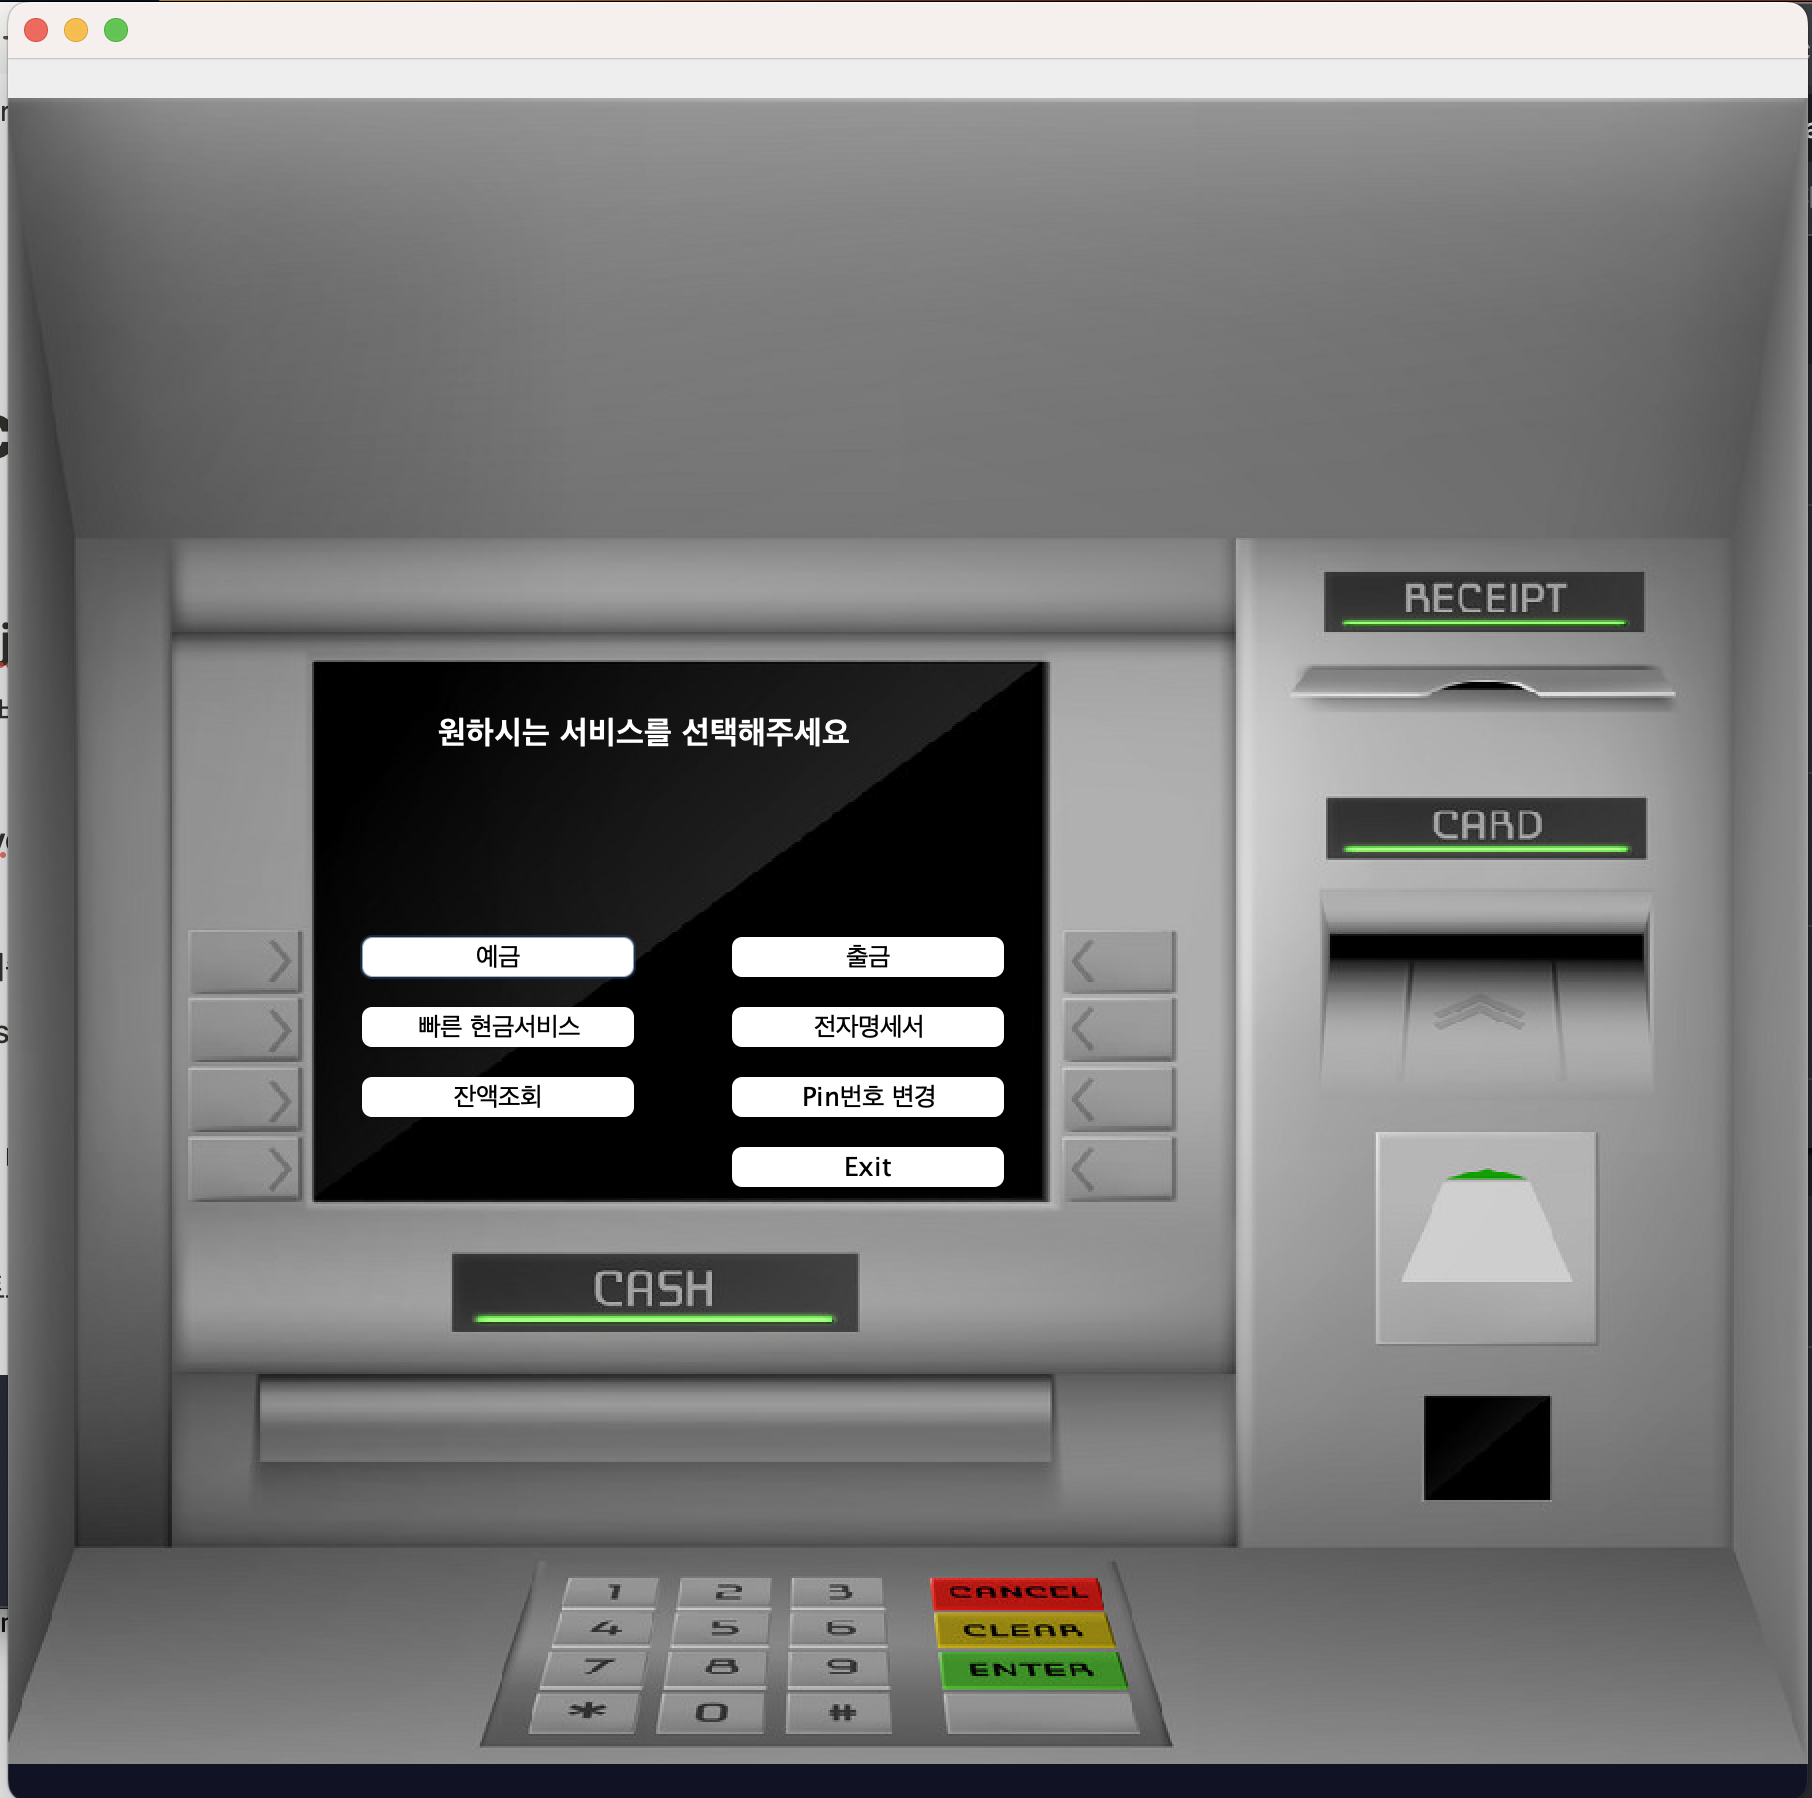 RECEIPT
원하시는 서비스를 선택해주세요
CARD
예금
출금
빠른 현금서비스
전자명세서
잔액조회
Pin번호 변경
Exit
CASH
1 2 3 CANCEL
4 5 6 CLEAR
7 8 9 ENTER
* 0 #